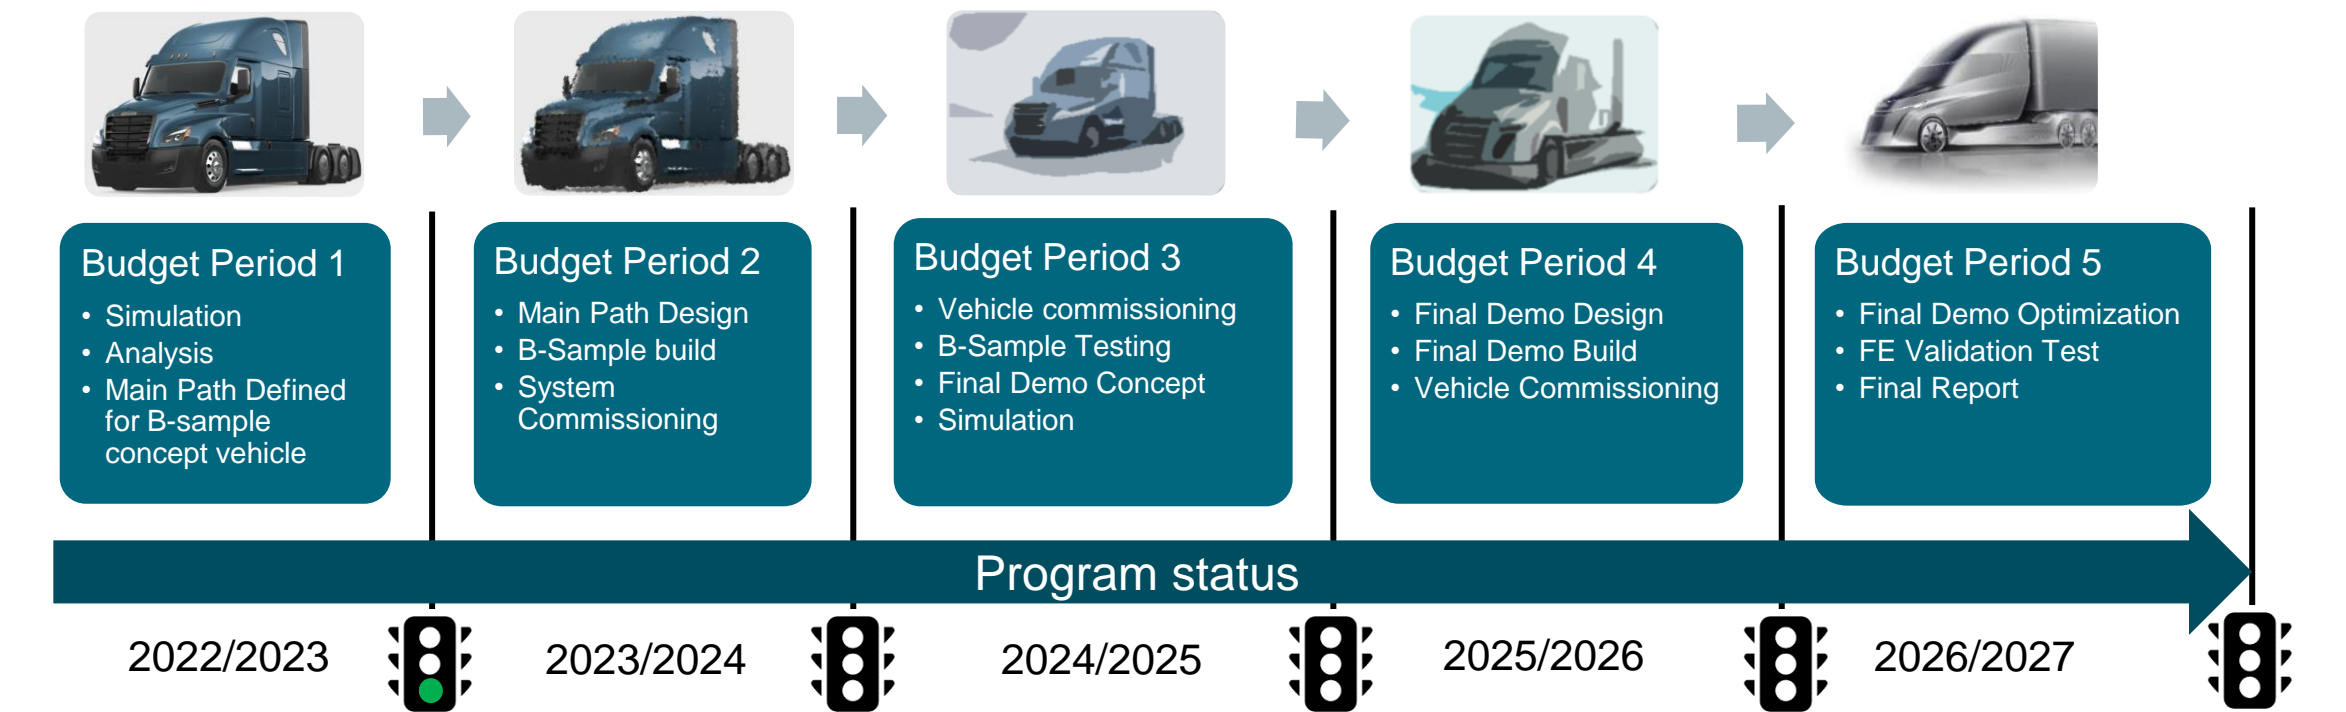 Budget Period 1
• Simulation
• Analysis
• Main Path Defined
for B-sample
concept vehicle
Budget Period 2
• Main Path Design
• B-Sample build
• System
Commissioning
Budget Period 3
• Vehicle commissioning
• B-Sample Testing
• Final Demo Concept
• Simulation
Budget Period 4
• Final Demo Design
• Final Demo Build
• Vehicle Commissioning
Budget Period 5
• Final Demo Optimization
• FE Validation Test
• Final Report
Program status
2022/2023
2023/2024
2024/2025
2025/2026
2026/2027